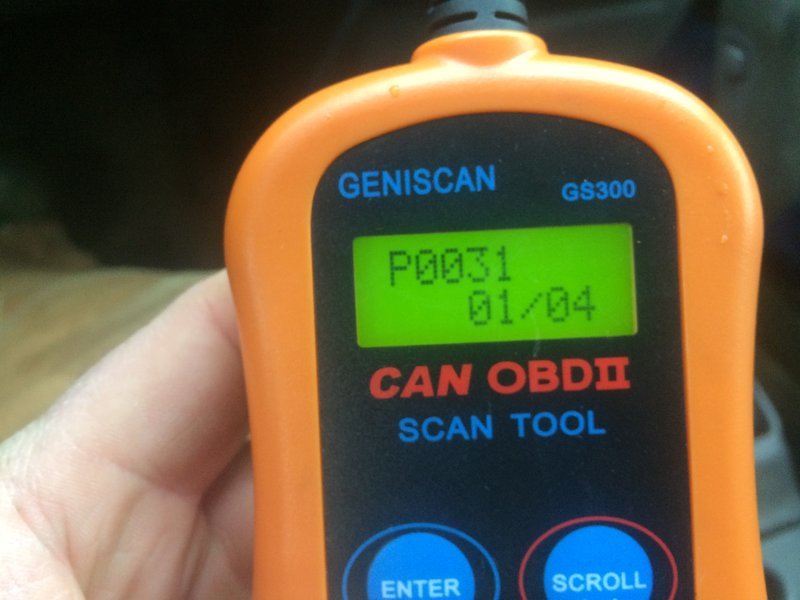 GENISCAN
GS300
P0031
01/04
CAN OBDII
SCAN TOOL
ENTER
SCROLL